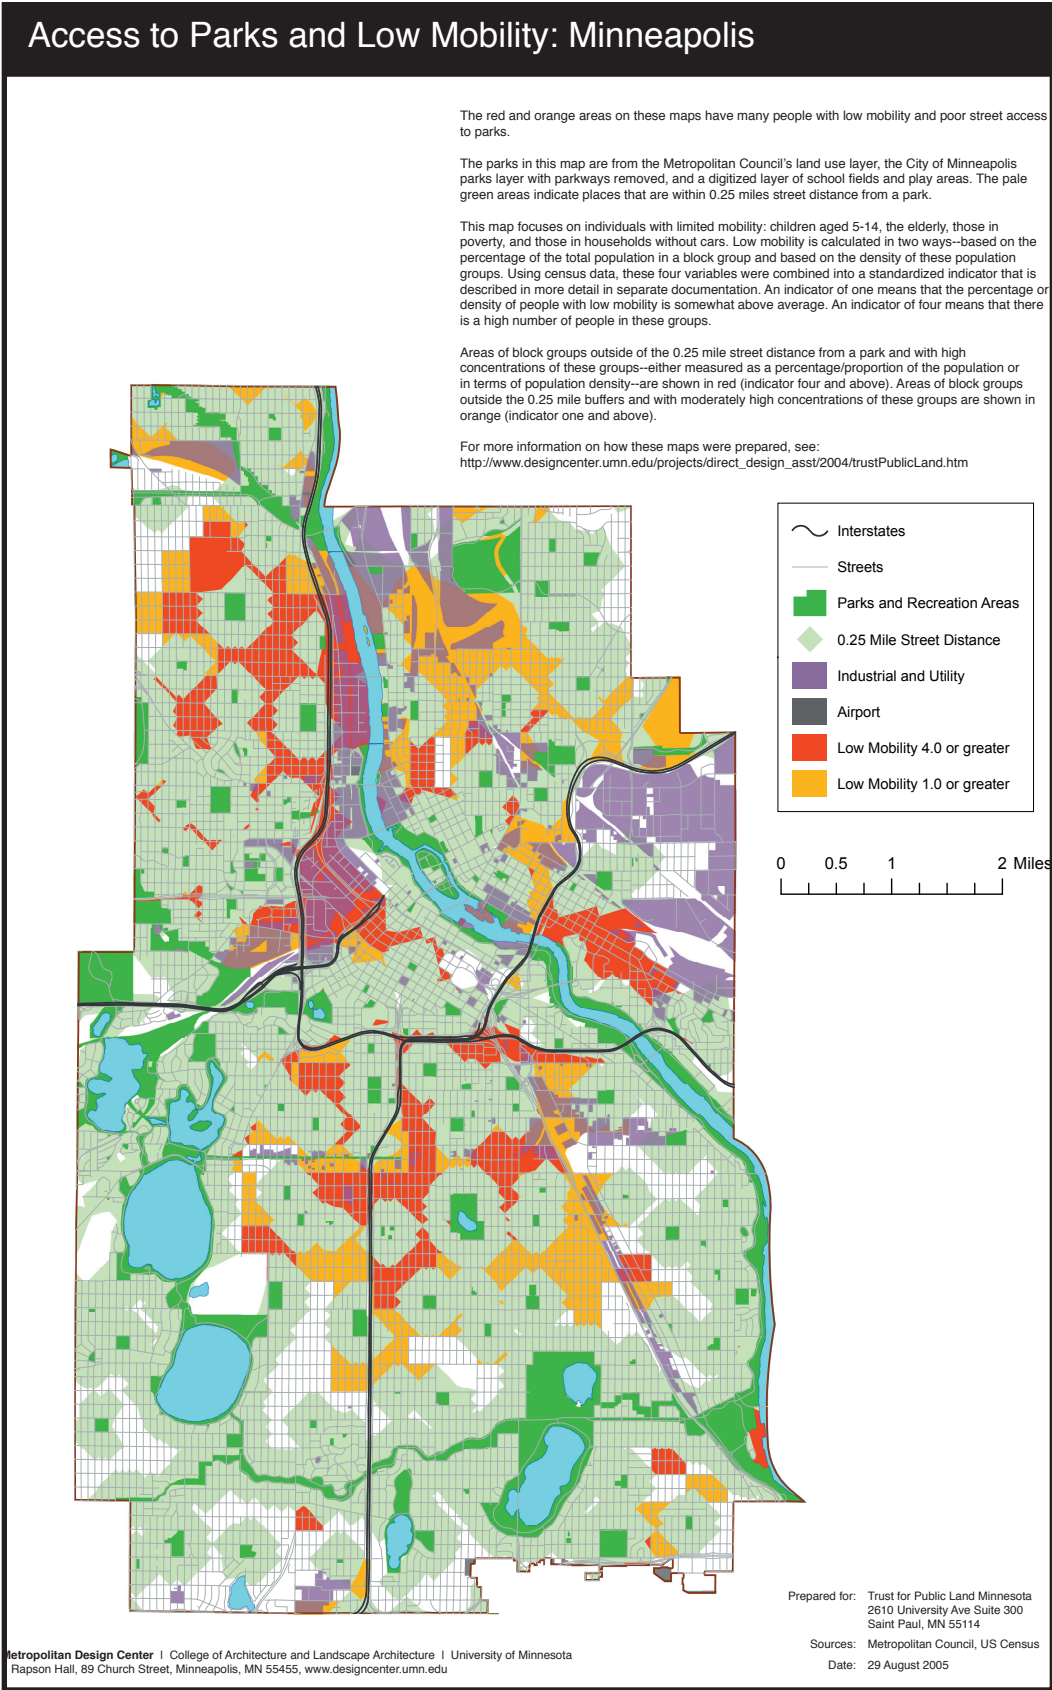 Access to Parks and Low Mobility: Minneapolis
The red and orange areas on these maps have many people with low mobility and poor street access
to parks.
The parks in this map are from the Metropolitan Council's land use layer, the City of Minneapolis
parks layer with parkways removed, and a digitized layer of school fields and play areas. The pale
green areas indicate places that are within 0.25 miles street distance from a park.
This map focuses on individuals with limited mobility: children aged 5-14, the elderly, those in
poverty, and those in households without cars. Low mobility is calculated in two ways--based on the
percentage of the total population in a block group and based on the density of these population
groups. Using census data, these four variables were combined into a standardized indicator that is
described in more detail in separate documentation. An indicator of one means that the percentage or
density of people with low mobility is somewhat above average. An indicator of four means that there
is a high number of people in these groups.
Areas of block groups outside of the 0.25 mile street distance from a park and with high
concentrations of these groups--either measured as a percentage/proportion of the population or
in terms of population density--are shown in red (indicator four and above). Areas of block groups
outside the 0.25 mile buffers and with moderately high concentrations of these groups are shown in
orange (indicator one and above).
For more information on how these maps were prepared, see:
http://www.designcenter.umn.edu/projects/direct_design_asst/2004/trustPublicLand.htm
Interstates
Streets
Parks and Recreation Areas
0.25 Mile Street Distance
Industrial and Utility
Airport
Low Mobility 4.0 or greater
Low Mobility 1.0 or greater
0 0.5 1 2 Miles
Prepared for: Trust for Public Land Minnesota
2610 University Ave Suite 300
Saint Paul, MN 55114
Sources: Metropolitan Council, US Census
Date: 29 August 2005
Metropolitan Design Center | College of Architecture and Landscape Architecture | University of Minnesota
Rapson Hall, 89 Church Street, Minneapolis, MN 55455, www.designcenter.umn.edu